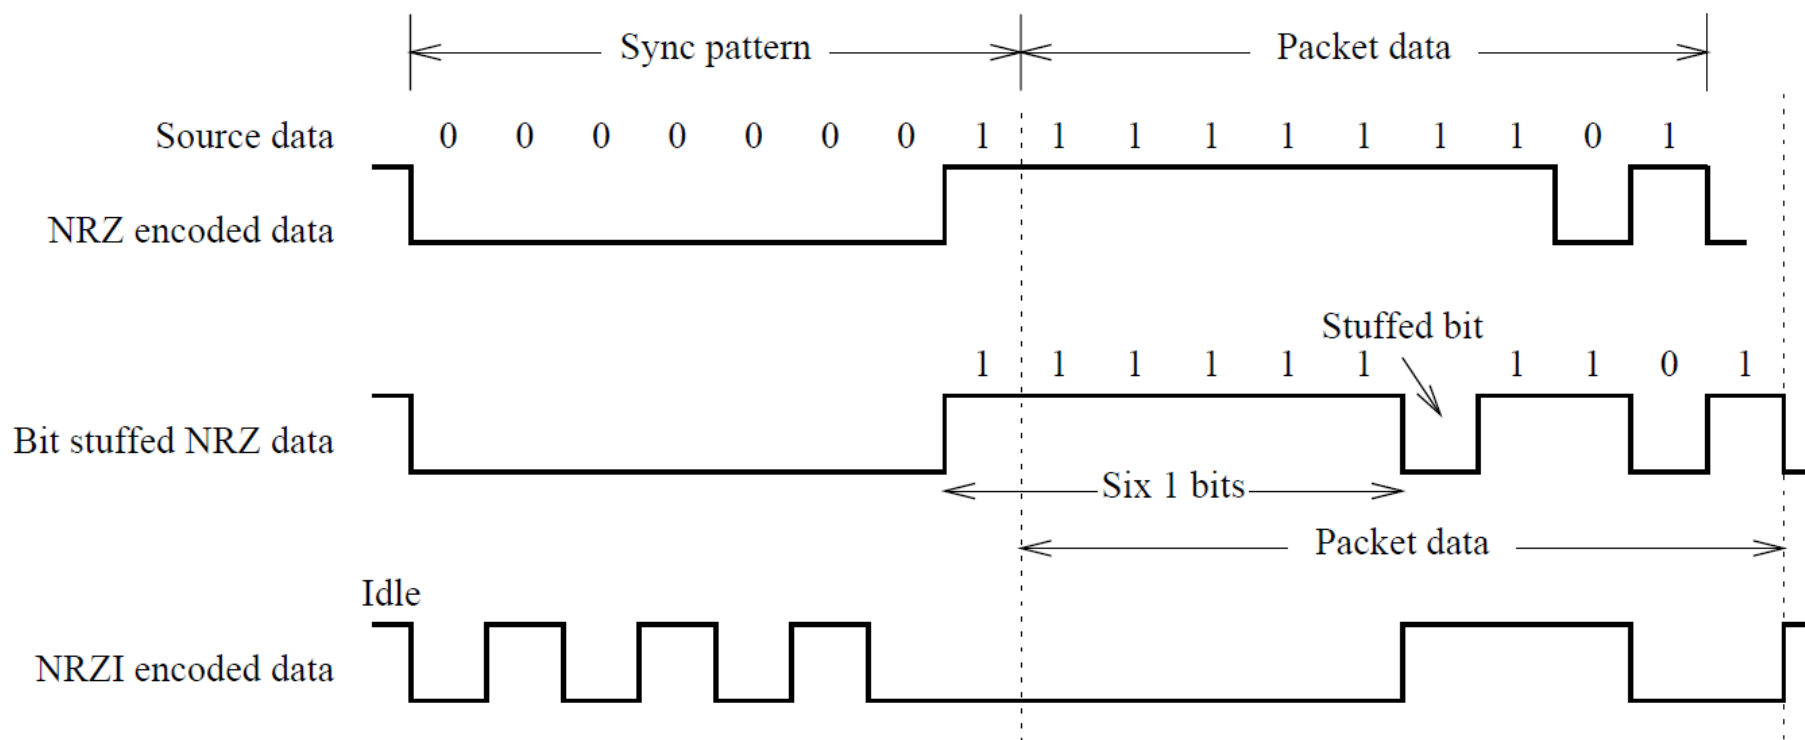 Sync pattern Packet data
Source data 0 0 0 0 0 0 0 1 1 1 1 1 1 1 1 0 1
NRZ encoded data
Stuffed bit
1 1 1 1 1 1 1 1 0 1
Bit stuffed NRZ data
Six 1 bits
Packet data
Idle
NRZI encoded data